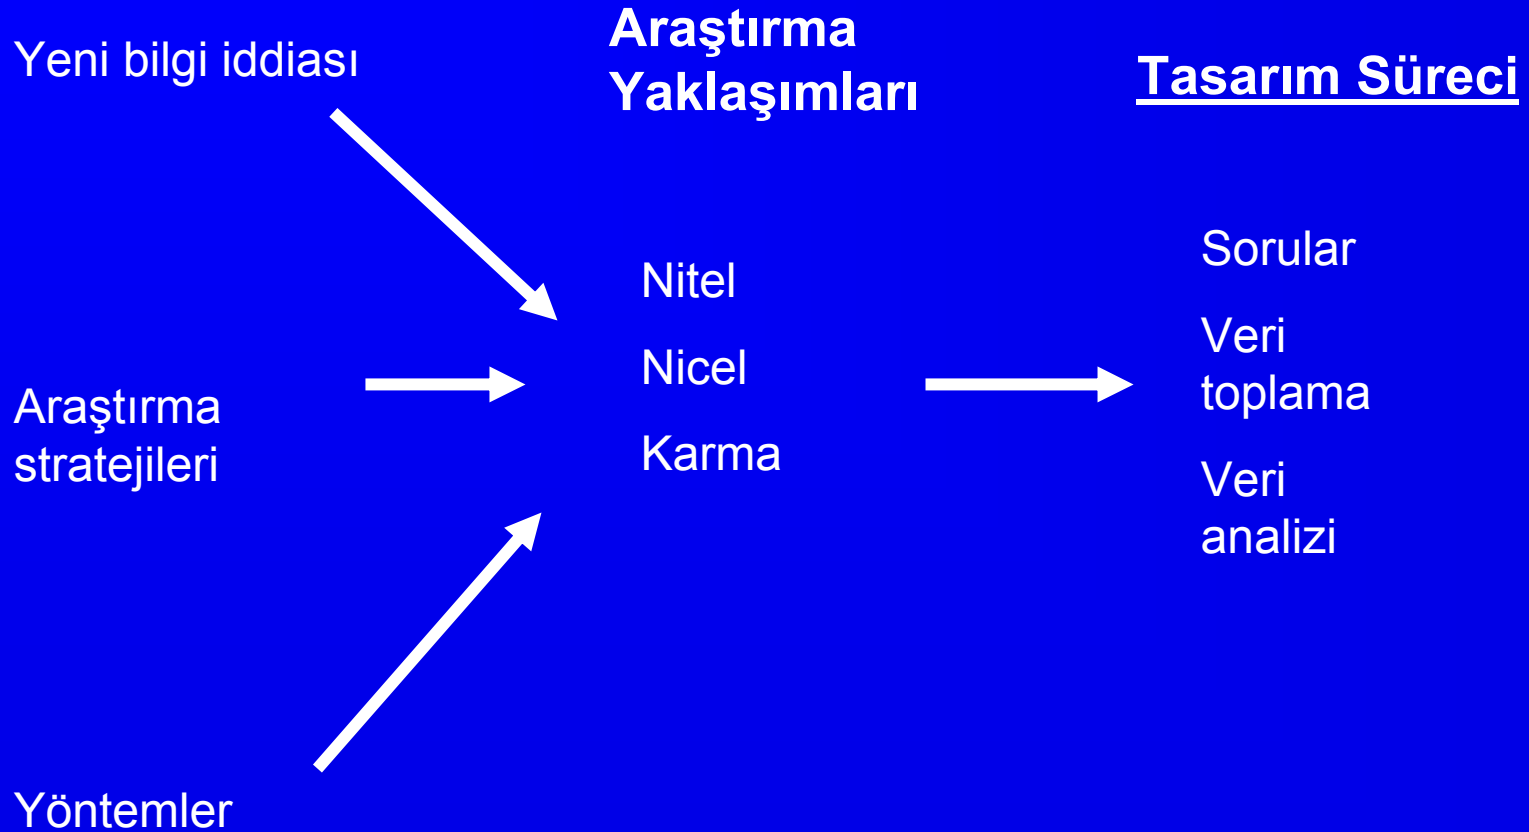 Yeni bilgi iddiası
Araştırma
stratejileri
Yöntemler
Araştırma
Yaklaşımları
Nitel
Nicel
Karma
Tasarım Süreci
Sorular
Veri
toplama
Veri
analizi